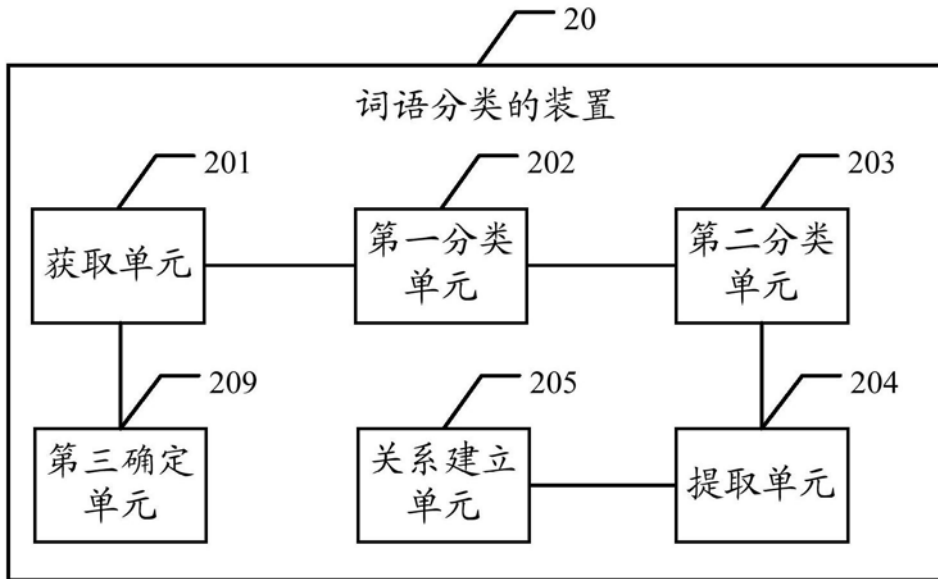 20
词语分类的装置
201
202
203
获取单元
第一分类
单元
第二分类
单元
209
205
204
第三确定
单元
关系建立
单元
提取单元